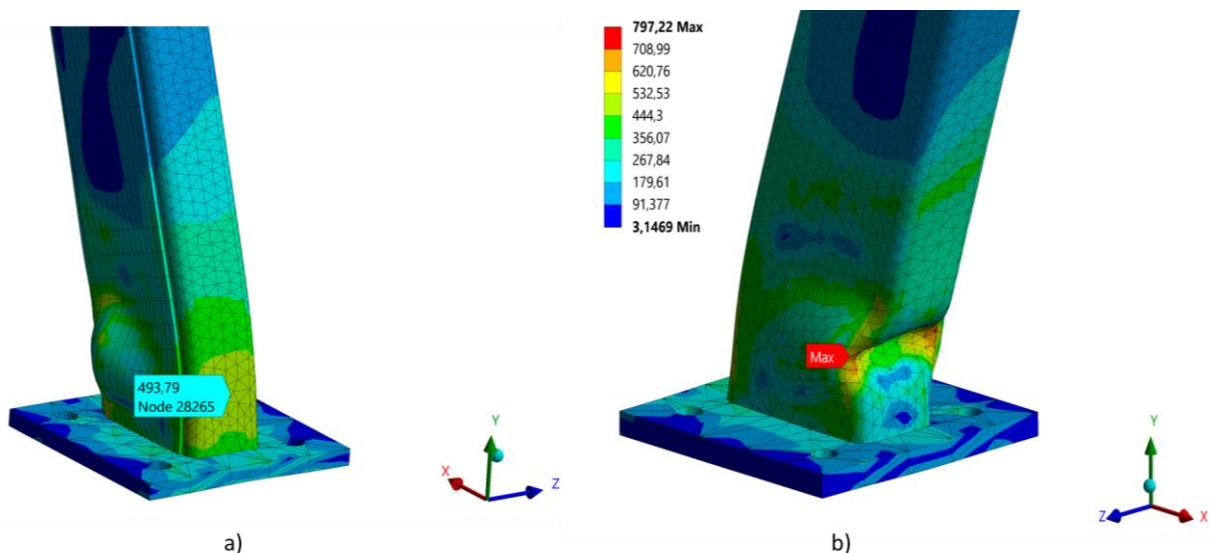 493,79
Node 28265
Y
X
Z
a)
797,22 Max
708,99
620,76
532,53
444,3
356,07
267,84
179,61
91,377
3,1469 Min
Max
Y
Z
X
b)